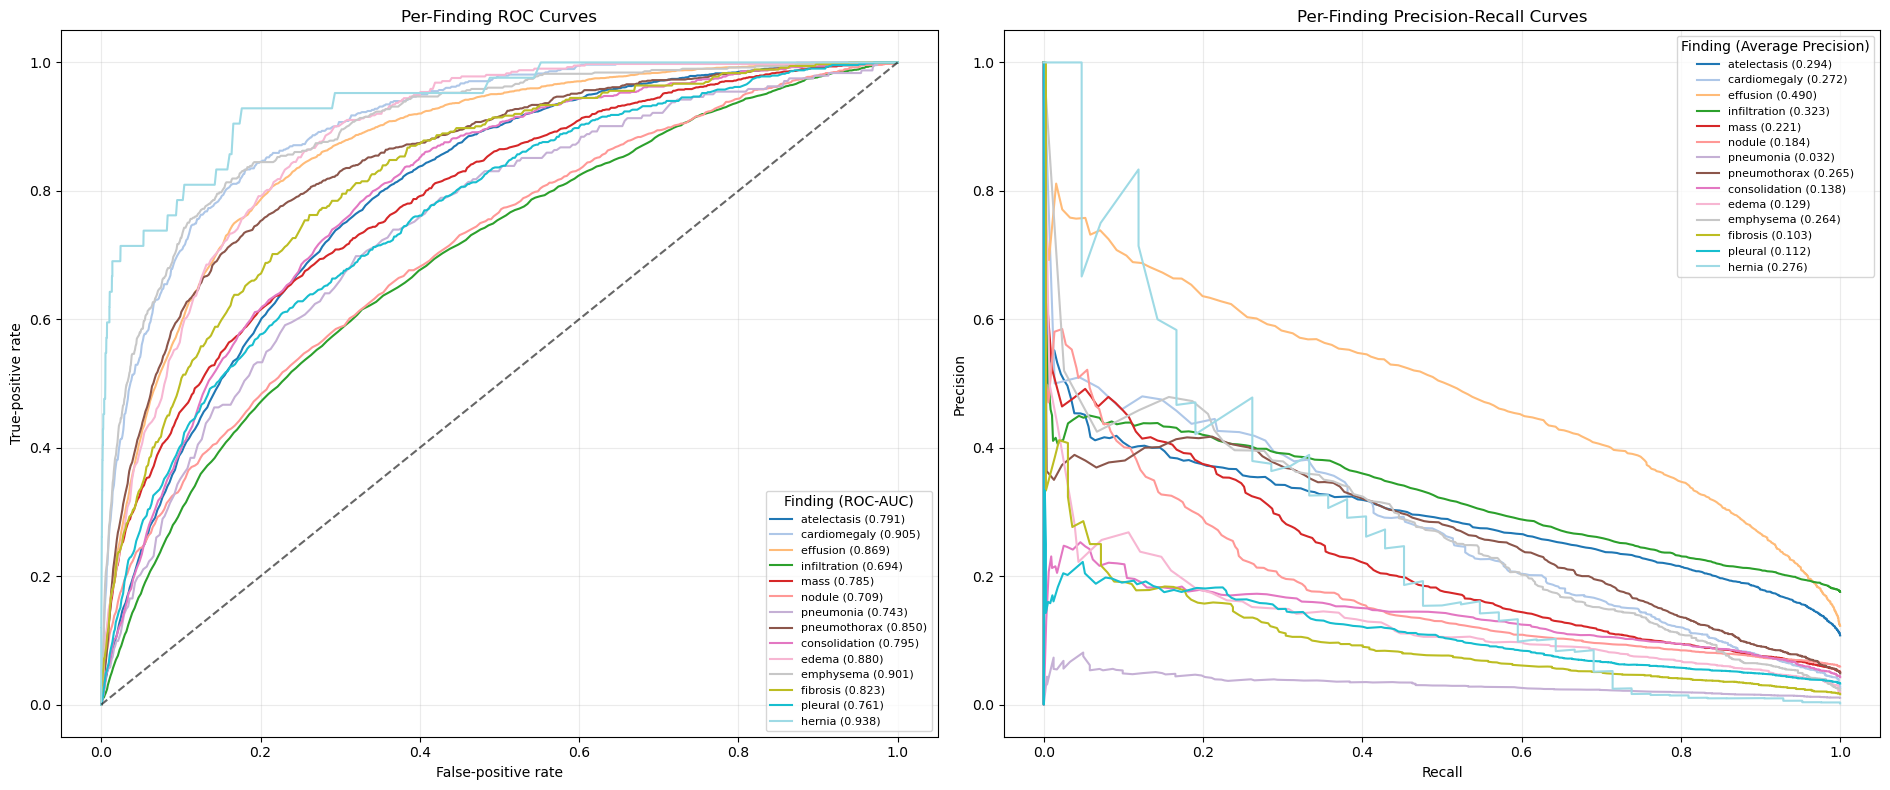 Per-Finding ROC Curves
True-positive rate
1.0
0.8
0.6
0.4
0.2
0.0
Finding (ROC-AUC)
atelectasis (0.791)
cardiomegaly (0.905)
effusion (0.869)
infiltration (0.694)
mass (0.785)
nodule (0.709)
pneumonia (0.743)
pneumothorax (0.850)
consolidation (0.795)
edema (0.880)
emphysema (0.901)
fibrosis (0.823)
pleural (0.761)
hernia (0.938)
0.0 0.2 0.4 0.6 0.8 1.0
False-positive rate
Per-Finding Precision-Recall Curves
Precision
1.0
0.8
0.6
0.4
0.2
0.0
Finding (Average Precision)
atelectasis (0.294)
cardiomegaly (0.272)
effusion (0.490)
infiltration (0.323)
mass (0.221)
nodule (0.184)
pneumonia (0.032)
pneumothorax (0.265)
consolidation (0.138)
edema (0.129)
emphysema (0.264)
fibrosis (0.103)
pleural (0.112)
hernia (0.276)
0.0 0.2 0.4 0.6 0.8 1.0
Recall